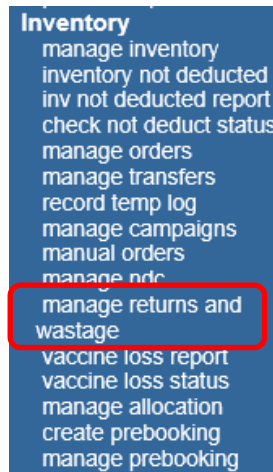 Inventory
manage inventory
inventory not deducted
inv not deducted report
check not deduct status
manage orders
manage transfers
record temp log
manage campaigns
manual orders
manage ndc
manage returns and
wastage
vaccine loss report
vaccine loss status
manage allocation
create prebooking
manage prebooking